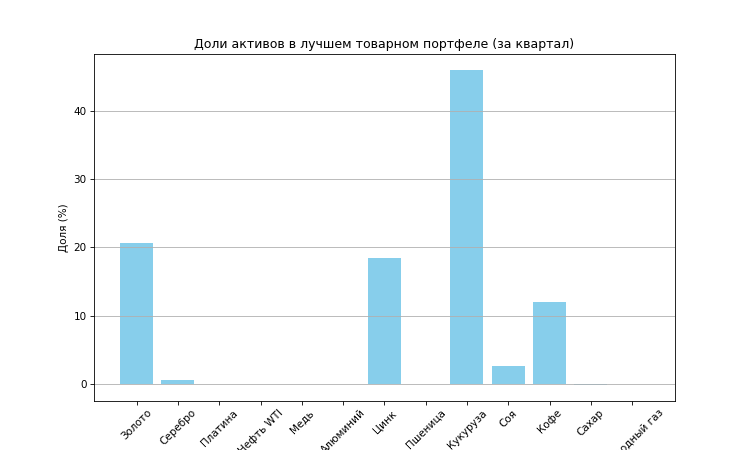 Доли активов в лучшем товарном портфеле (за квартал)
Доля (%)
40
30
20
10
0
Золото
Серебро
Платина
Нефть WTI
Медь
Алюминий
Цинк
Пшеница
Кукуруза
Соя
Кофе
Сахар
газ